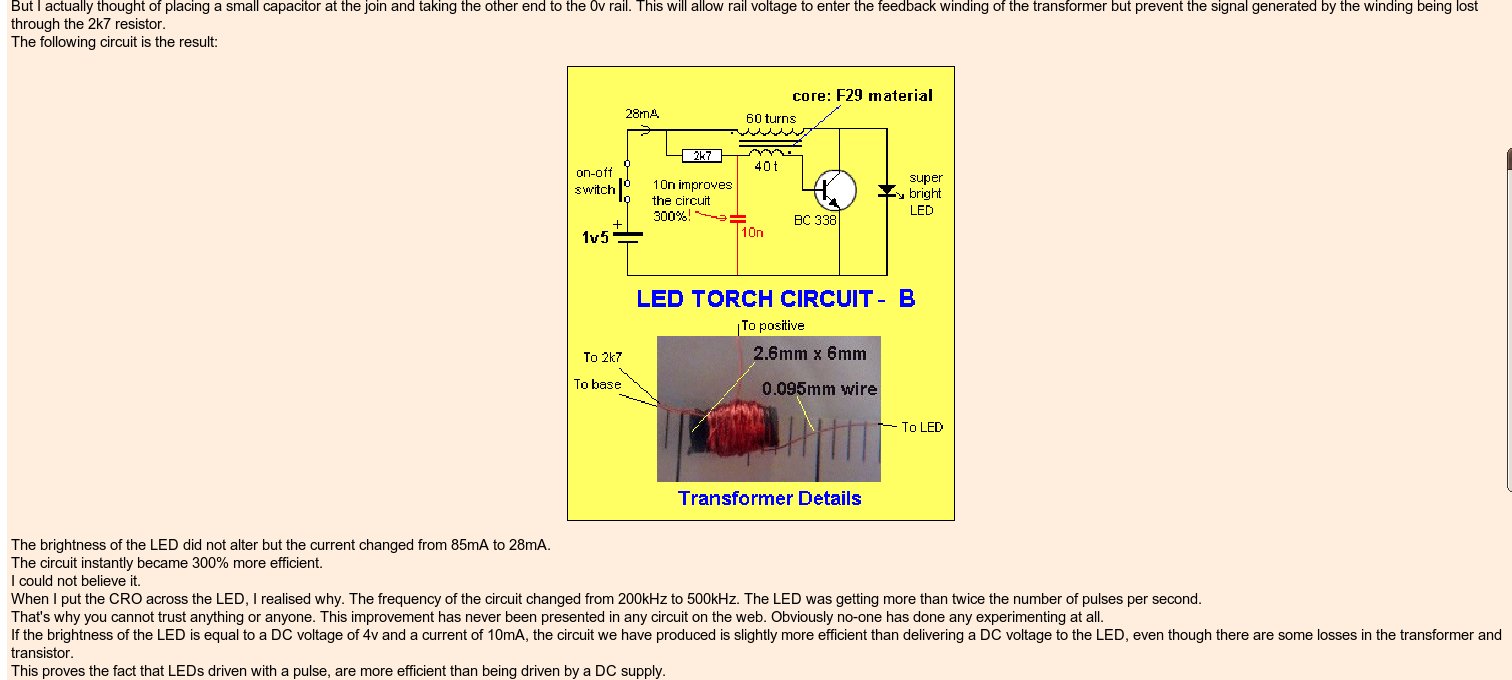 But I actually thought of placing a small capacitor at the join and taking the other end to the 0v rail. This will allow rail voltage to enter the feedback winding of the transformer but prevent the signal generated by the winding being lost
through the 2k7 resistor.
The following circuit is the result:
core: F29 material
28mA
60 turns
2k7
40t
on-off
switch
10n improves
the circuit
300%!
super
bright
LED
BC 338
+
10n
1v5
LED TORCH CIRCUIT - B
To positive
2.6mm x 6mm
To 2k7
To base
0.095mm wire
To LED
Transformer Details
The brightness of the LED did not alter but the current changed from 85mA to 28mA.
The circuit instantly became 300% more efficient.
I could not believe it.
When I put the CRO across the LED, I realised why. The frequency of the circuit changed from 200kHz to 500kHz. The LED was getting more than twice the number of pulses per second.
That's why you cannot trust anything or anyone. This improvement has never been presented in any circuit on the web. Obviously no-one has done any experimenting at all.
If the brightness of the LED is equal to a DC voltage of 4v and a current of 10mA, the circuit we have produced is slightly more efficient than delivering a DC voltage to the LED, even though there are some losses in the transformer and
transistor.
This proves the fact that LEDs driven with a pulse, are more efficient than being driven by a DC supply.